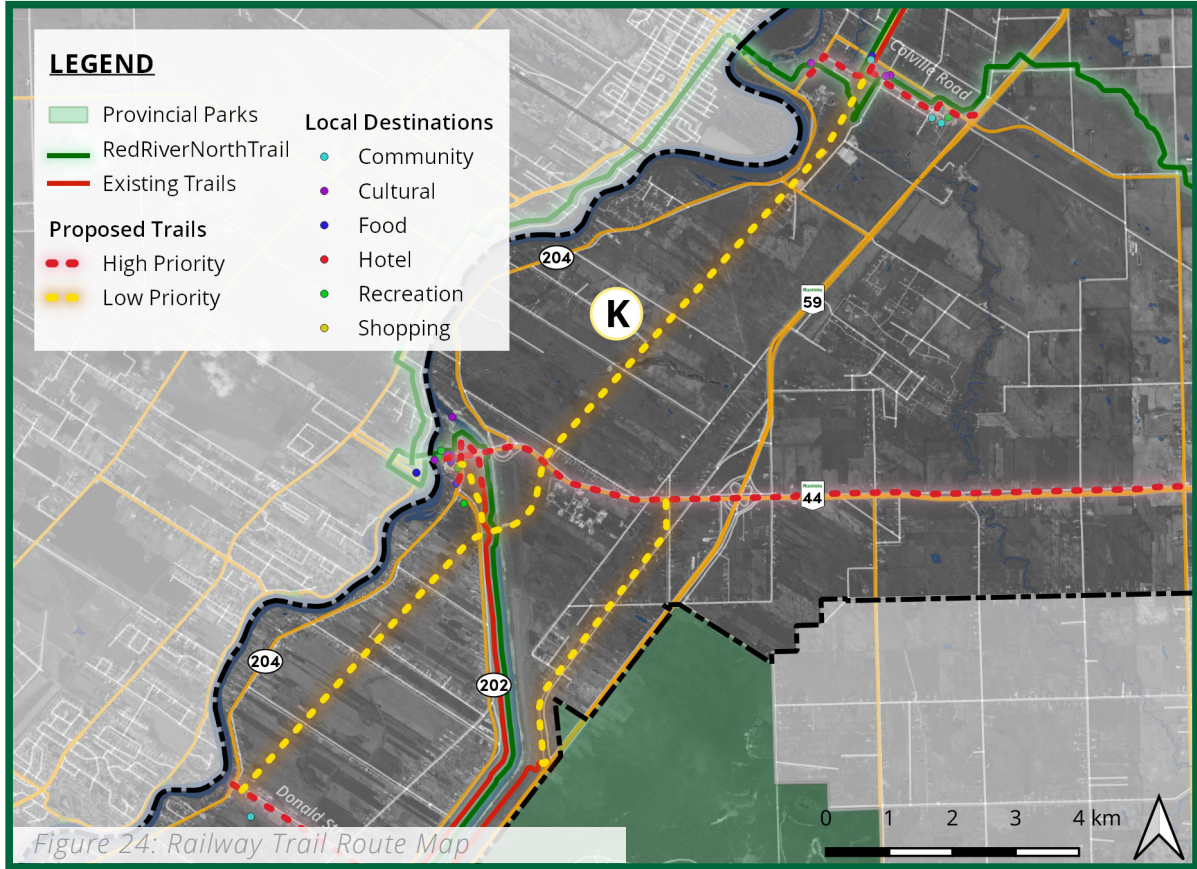 LEGEND
Provincial Parks
RedRiverNorthTrail
Existing Trails
Proposed Trails
High Priority
Low Priority
Local Destinations
Community
Cultural
Food
Hotel
Recreation
Shopping
Colville Road
204
K
Manitoba
59
Manitoba
44
204
202
Donald St
0 1 2 3 4 km
Figure 24: Railway Trail Route Map